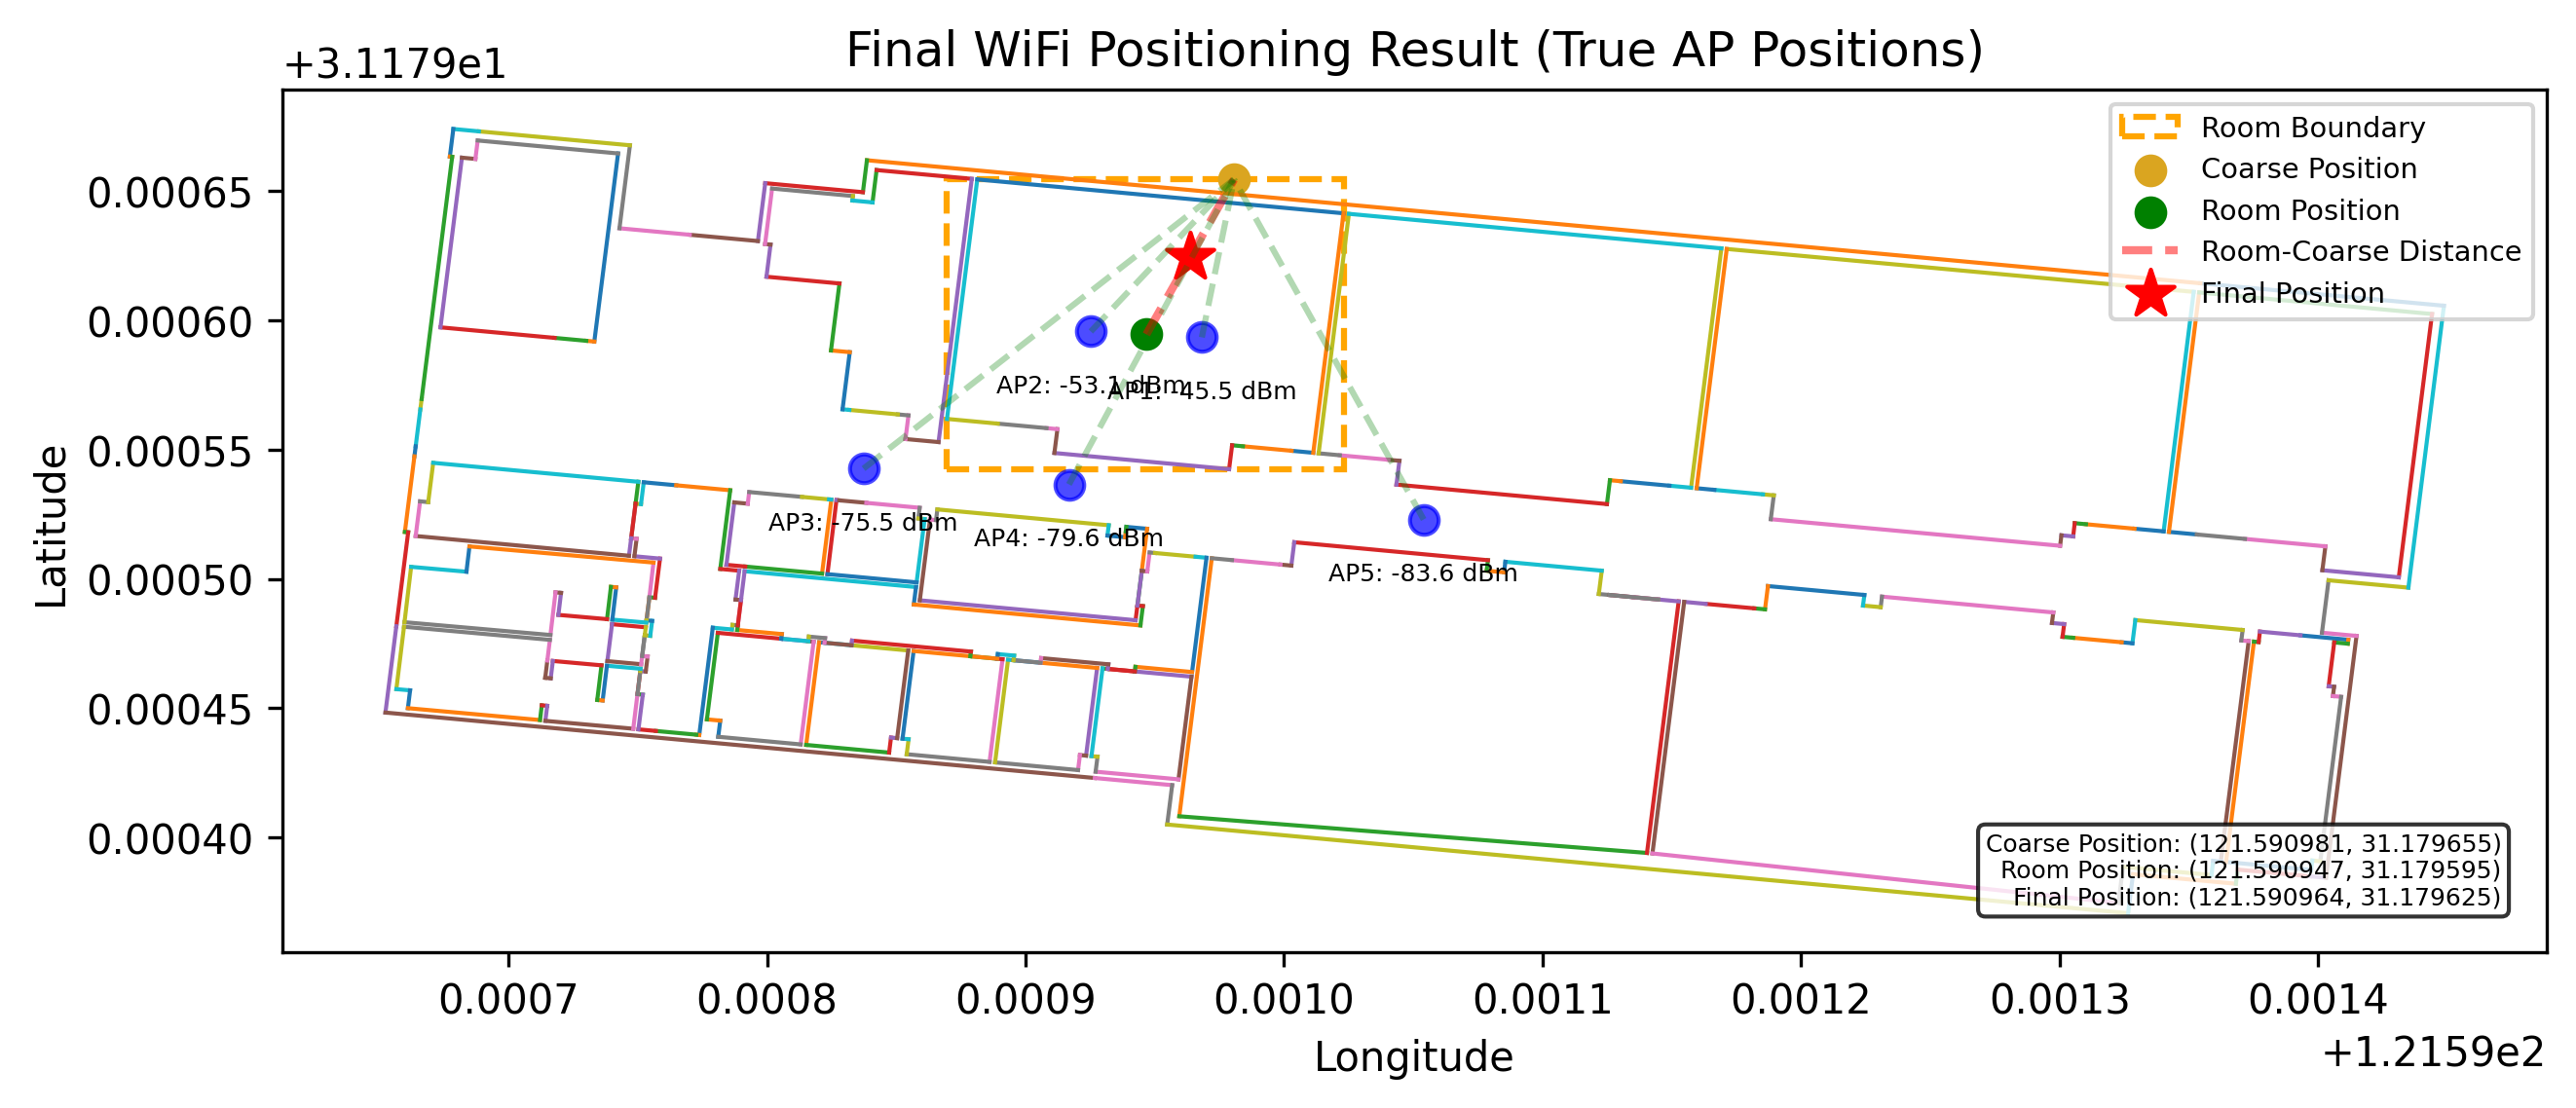 Final WiFi Positioning Result (True AP Positions)
+3.1179e1
Room Boundary
Coarse Position
Room Position
Room-Coarse Distance
Final Position
0.00065
0.00060
0.00055
0.00050
0.00045
0.00040
Latitude
AP2: -53.1 dBm
AP1: -45.5 dBm
AP3: -75.5 dBm
AP4: -79.6 dBm
AP5: -83.6 dBm
Coarse Position: (121.590981, 31.179655)
Room Position: (121.590947, 31.179595)
Final Position: (121.590964, 31.179625)
0.0007
0.0008
0.0009
0.0010
0.0011
0.0012
0.0013
0.0014
Longitude
+1.2159e2